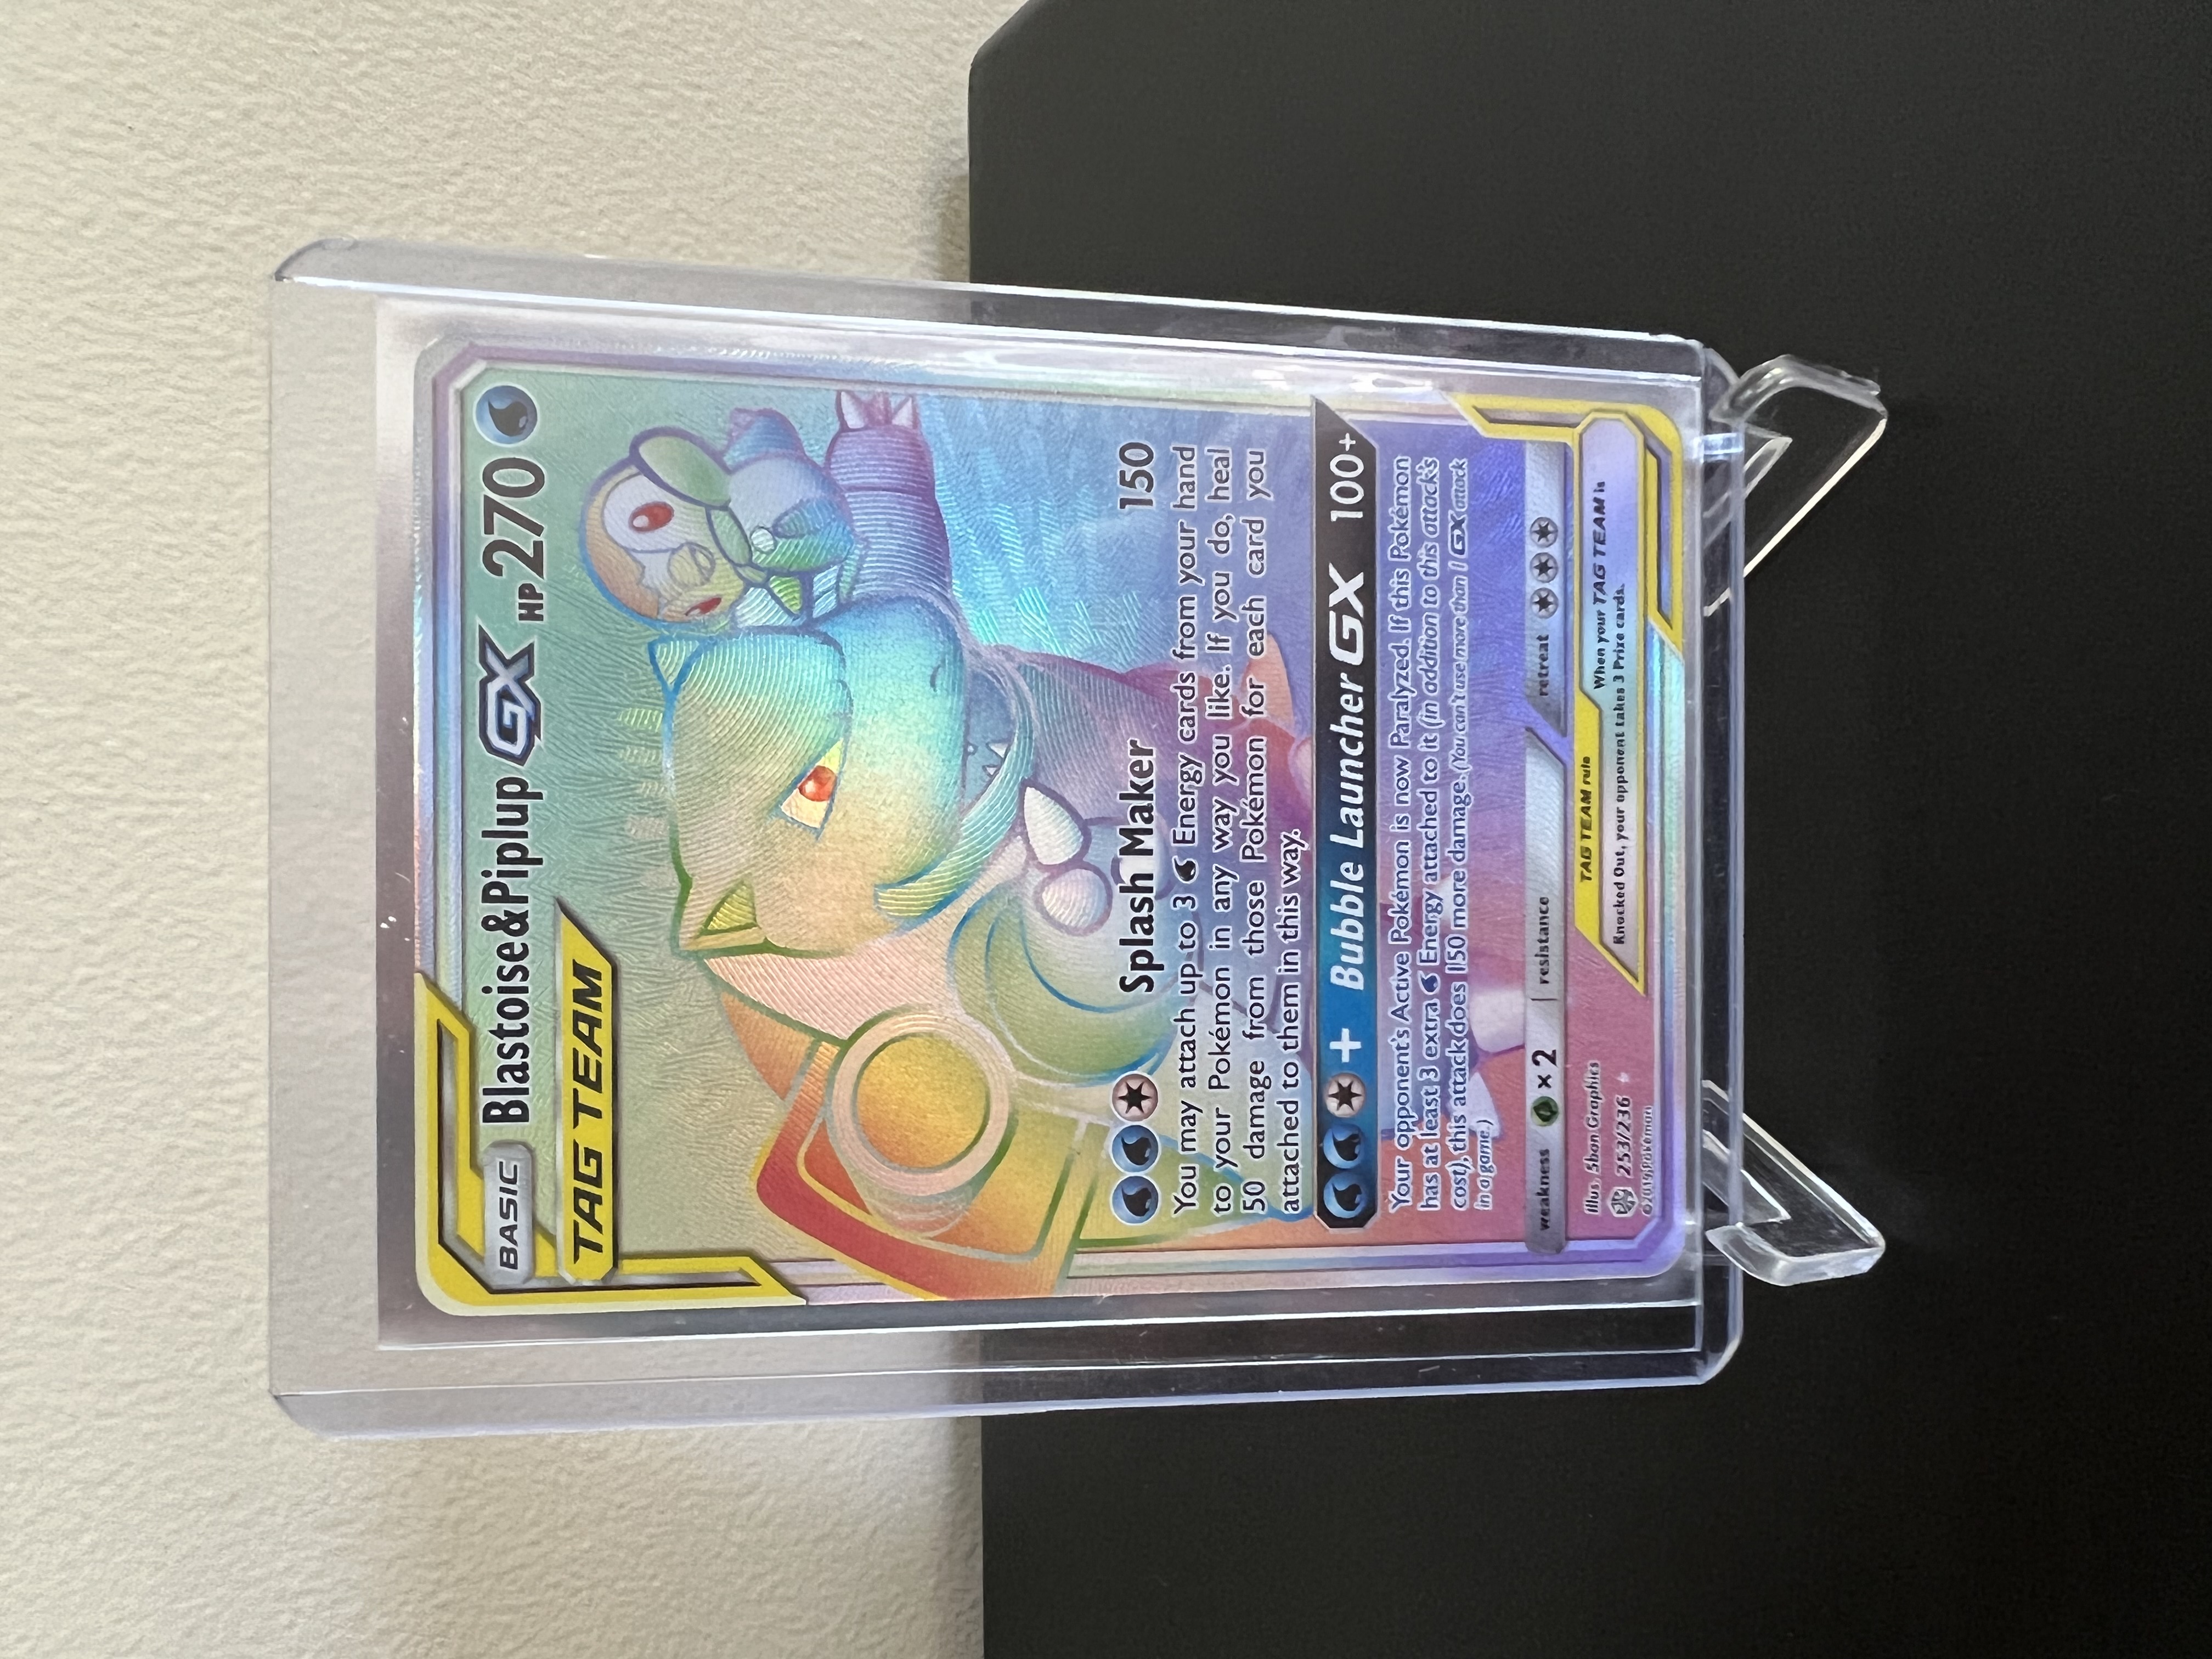 BASIC Blastoise&Piplup GX HP 270
TAG TEAM
Splash Maker 150
You may attach up to 3 Energy cards from your hand
to your Pokémon in any way you like. If you do, heal
50 damage from those Pokémon for each card you
attached to them in this way.
+ Bubble Launcher GX 100+
Your opponent's Active Pokémon is now Paralyzed. If this Pokémon
has at least 3 extra Energy attached to it (in addition to this attack's
cost), this attack does 150 more damage. (You can't use more than 1 GX attack
in a game.)
weakness ×2 resistance retreat
Illus. 5ban Graphics
253/236
©2019 Pokémon
TAG TEAM rule
When your TAG TEAM is
Knocked Out, your opponent takes 3 Prize cards.